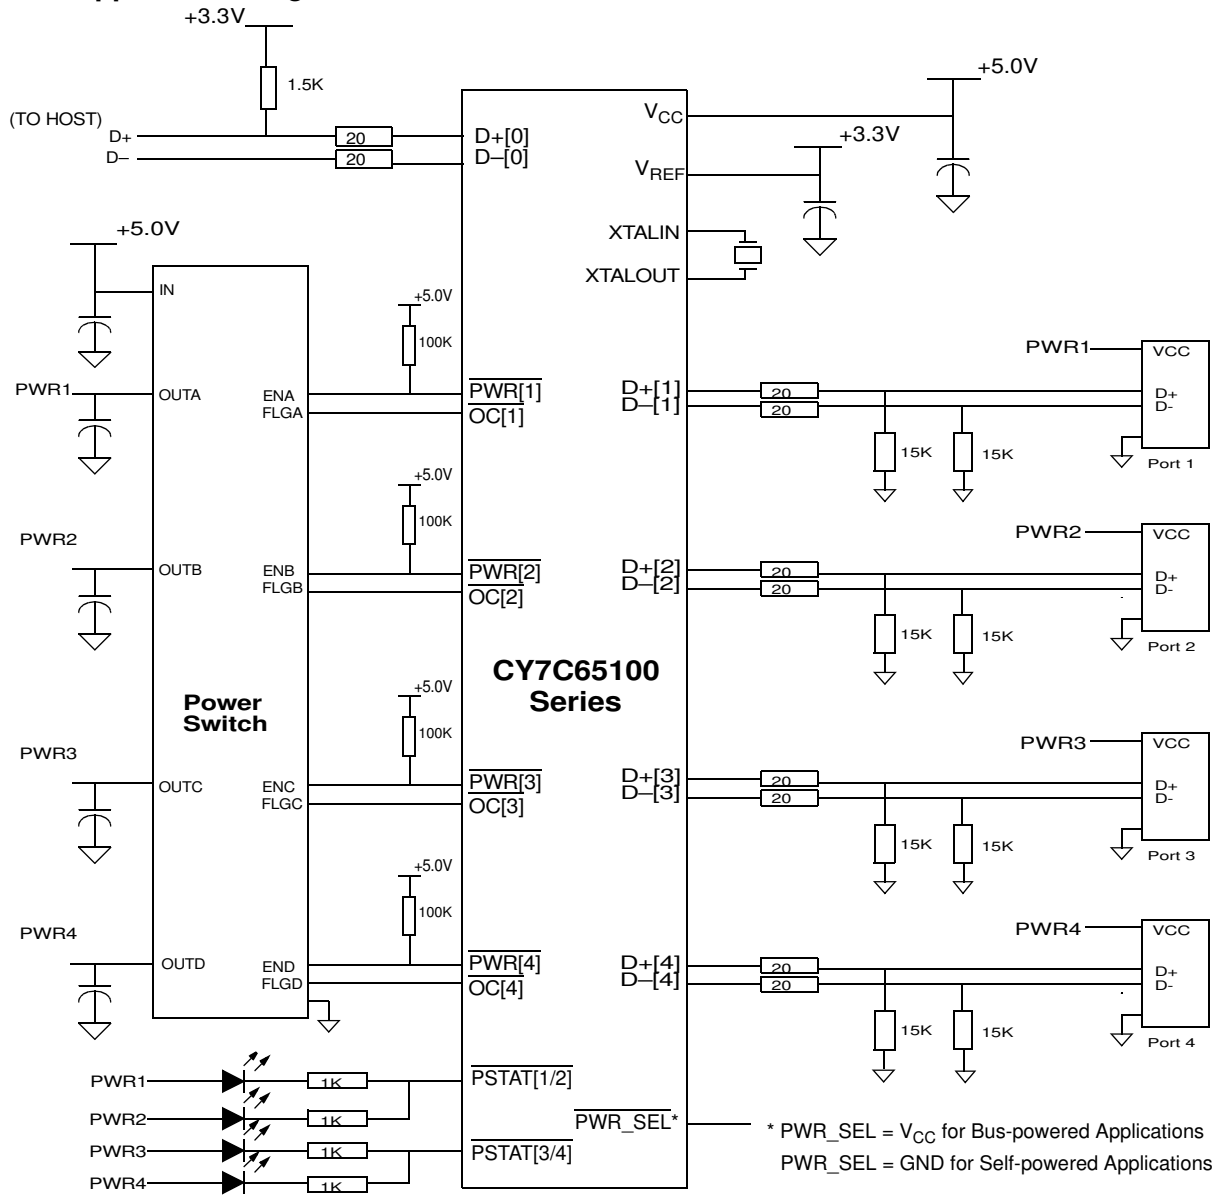 +3.3V
1.5K
(TO HOST)
D+
D–
20
20
D+[0]
D–[0]
VCC
+5.0V
VREF
+3.3V
XTALIN
XTALOUT
+5.0V
IN
PWR1
OUTA
ENA
FLGA
+5.0V
100K
PWR[1]
OC[1]
D+[1]
D–[1]
20
20
15K
15K
PWR1
VCC
D+
D-
Port 1
PWR2
OUTB
ENB
FLGB
+5.0V
100K
PWR[2]
OC[2]
D+[2]
D–[2]
20
20
15K
15K
PWR2
VCC
D+
D-
Port 2
Power
Switch
CY7C65100
Series
PWR3
OUTC
ENC
FLGC
+5.0V
100K
PWR[3]
OC[3]
D+[3]
D–[3]
20
20
15K
15K
PWR3
VCC
D+
D-
Port 3
PWR4
OUTD
END
FLGD
+5.0V
100K
PWR[4]
OC[4]
D+[4]
D–[4]
20
20
15K
15K
PWR4
VCC
D+
D-
Port 4
PWR1
1K
PSTAT[1/2]
PWR2
1K
PWR3
1K
PSTAT[3/4]
PWR4
1K
PWR_SEL*
* PWR_SEL = VCC for Bus-powered Applications
PWR_SEL = GND for Self-powered Applications